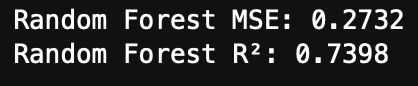 Random Forest MSE: 0.2732
Random Forest R²: 0.7398